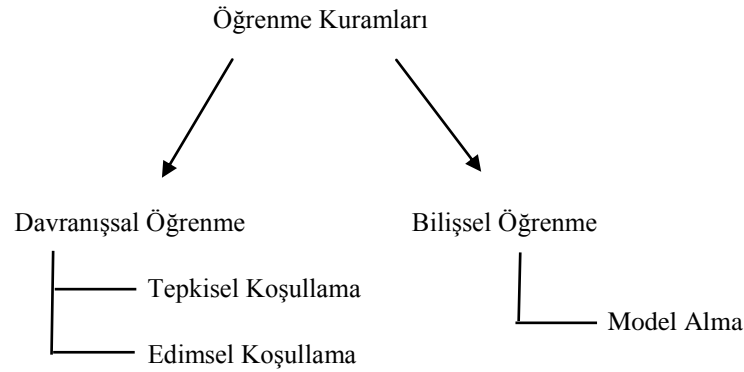 Öğrenme Kuramları
Davranışsal Öğrenme
Bilişsel Öğrenme
Tepkisel Koşullama
Model Alma
Edimsel Koşullama